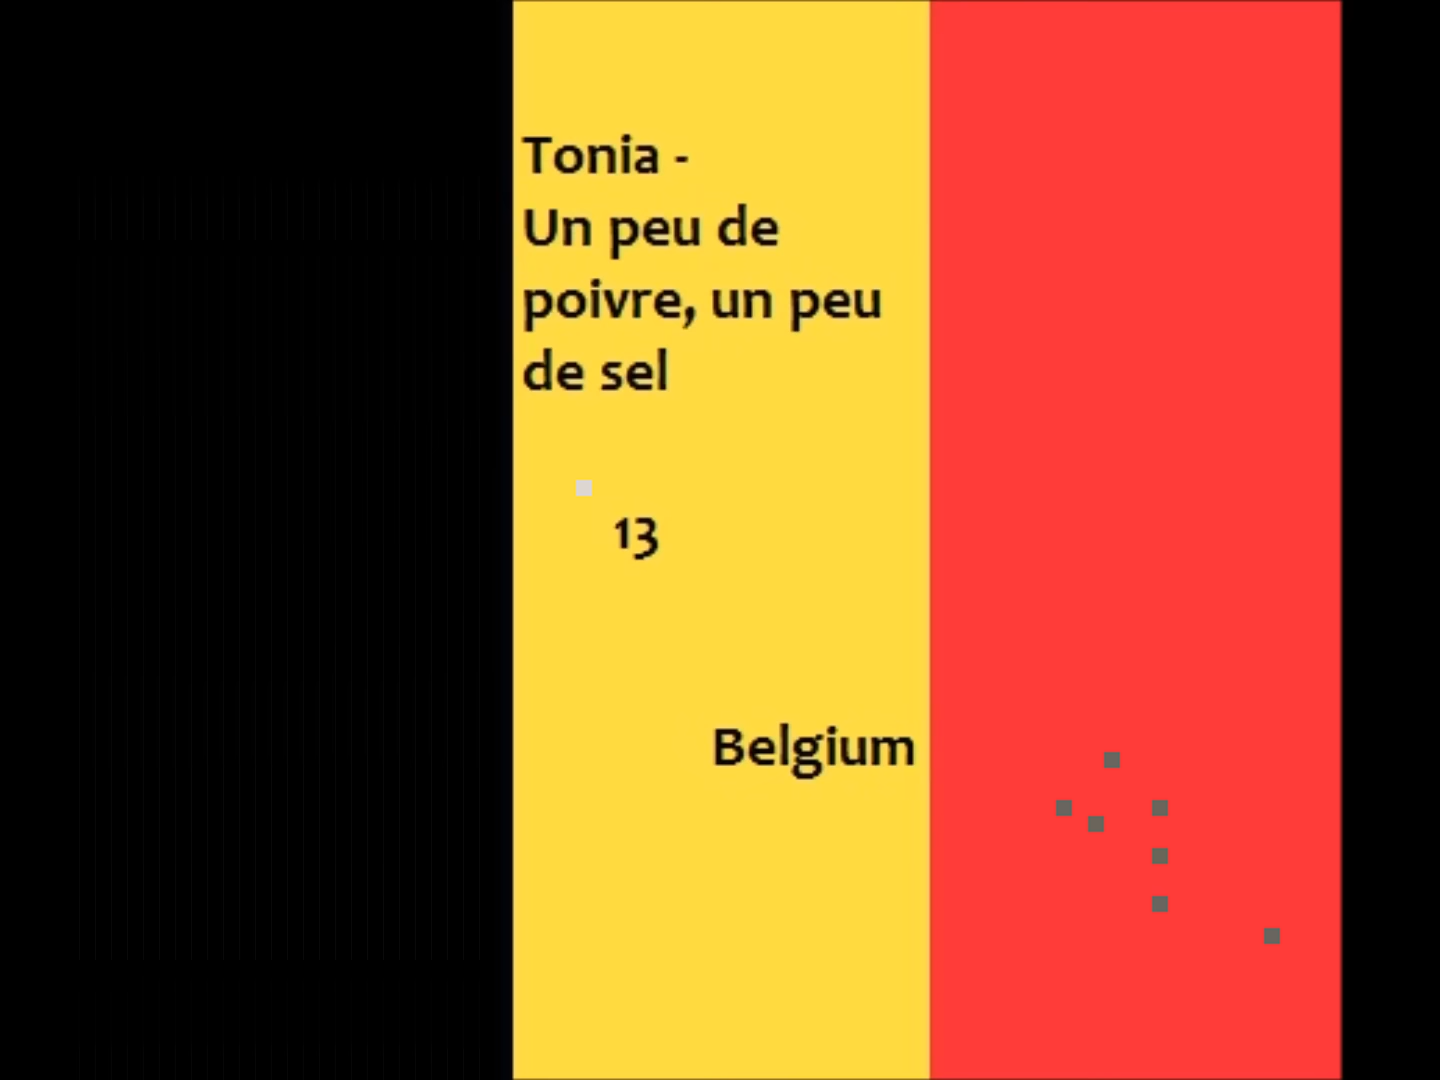 Tonia -
Un peu de
poivre, un peu
de sel
13
Belgium